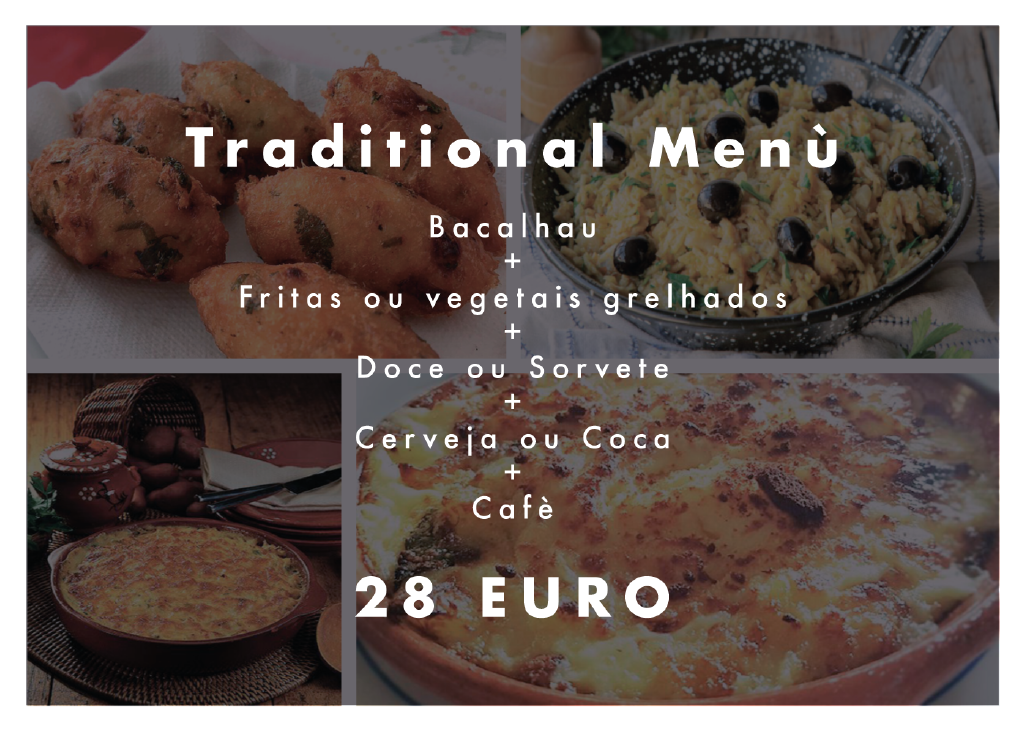 Traditional Menù
Bacalhau
+
Fritas ou vegetais grelhados
+
Doce ou Sorvete
+
Cerveja ou Coca
+
Cafè
28 EURO